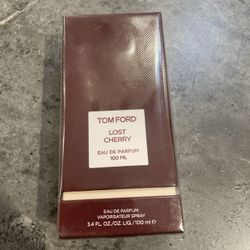 TOM FORD
LOST
CHERRY
EAU DE PARFUM
100 ML
EAU DE PARFUM
VAPORISATEUR SPRAY
3.4 FL. OZ./OZ. LIQ./100 ml ℮